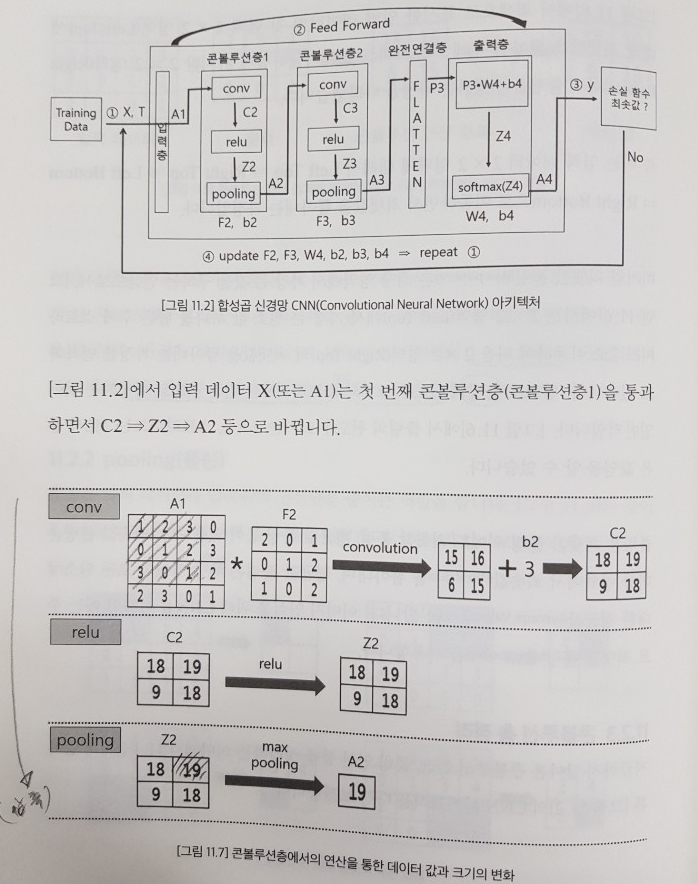 ② Feed Forward
콘볼루션층1 콘볼루션층2 완전연결층 출력층
Training Data
① X, T
입력층
A1
conv
C2
relu
Z2
pooling
F2, b2
A2
conv
C3
relu
Z3
pooling
F3, b3
A3
FLATTEN
P3
P3•W4+b4
Z4
softmax(Z4)
W4, b4
A4
③ y
손실 함수
최솟값 ?
No
④ update F2, F3, W4, b2, b3, b4 ⇒ repeat ①
[그림 11.2] 합성곱 신경망 CNN(Convolutional Neural Network) 아키텍처
[그림 11.2]에서 입력 데이터 X(또는 A1)는 첫 번째 콘볼루션층(콘볼루션층1)을 통과
하면서 C2 ⇒ Z2 ⇒ A2 등으로 바뀝니다.
conv
A1
1 2 3 0
0 1 2 3
3 0 1 2
2 3 0 1
*
F2
2 0 1
0 1 2
1 0 2
convolution
15 16
6 15
+
b2
3
C2
18 19
9 18
relu
C2
18 19
9 18
relu
Z2
18 19
9 18
pooling
Z2
18 19
9 18
max
pooling
A2
19
[그림 11.7] 콘볼루션층에서의 연산을 통한 데이터 값과 크기의 변화